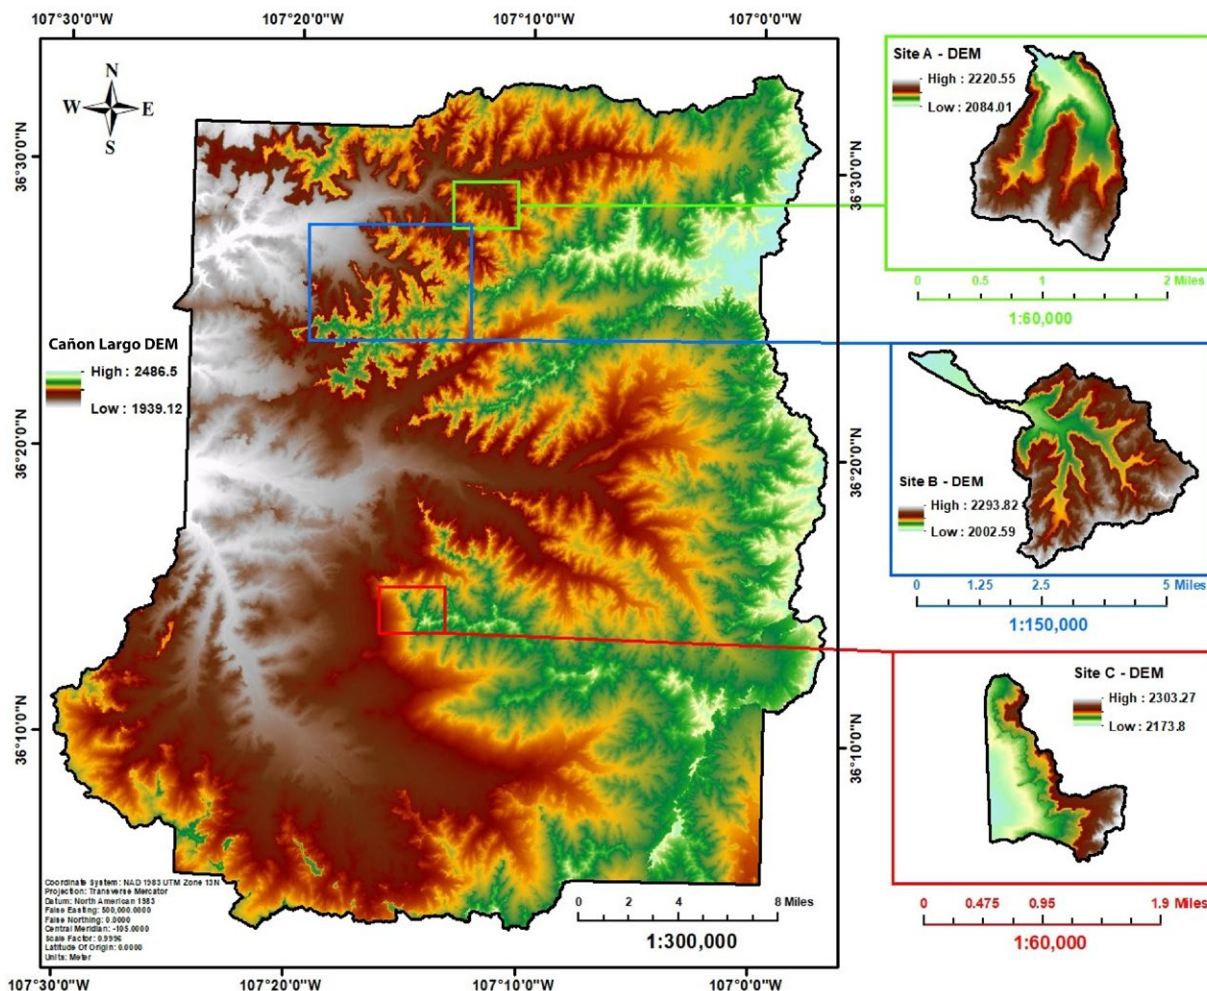 107°30'0"W 107°20'0"W 107°10'0"W 107°0'0"W
N
W E
S
36°30'0"N
36°20'0"N
36°10'0"N
36°30'0"N
36°20'0"N
36°10'0"N
Cañon Largo DEM
High : 2486.5
Low : 1939.12
Site A - DEM
High : 2220.55
Low : 2084.01
0 0.5 1 2 Miles
1:60,000
Site B - DEM
High : 2293.82
Low : 2002.59
0 1.25 2.5 5 Miles
1:150,000
Site C - DEM
High : 2303.27
Low : 2173.8
0 0.475 0.95 1.9 Miles
1:60,000
Coordinate System: NAD 1983 UTM Zone 13N
Projection: Transverse Mercator
Datum: North American 1983
False Easting: 500,000.0000
False Northing: 0.0000
Central Meridian: -105.0000
Scale Factor: 0.9996
Latitude Of Origin: 0.0000
Units: Meter
0 2 4 8 Miles
1:300,000
107°30'0"W 107°20'0"W 107°10'0"W 107°0'0"W